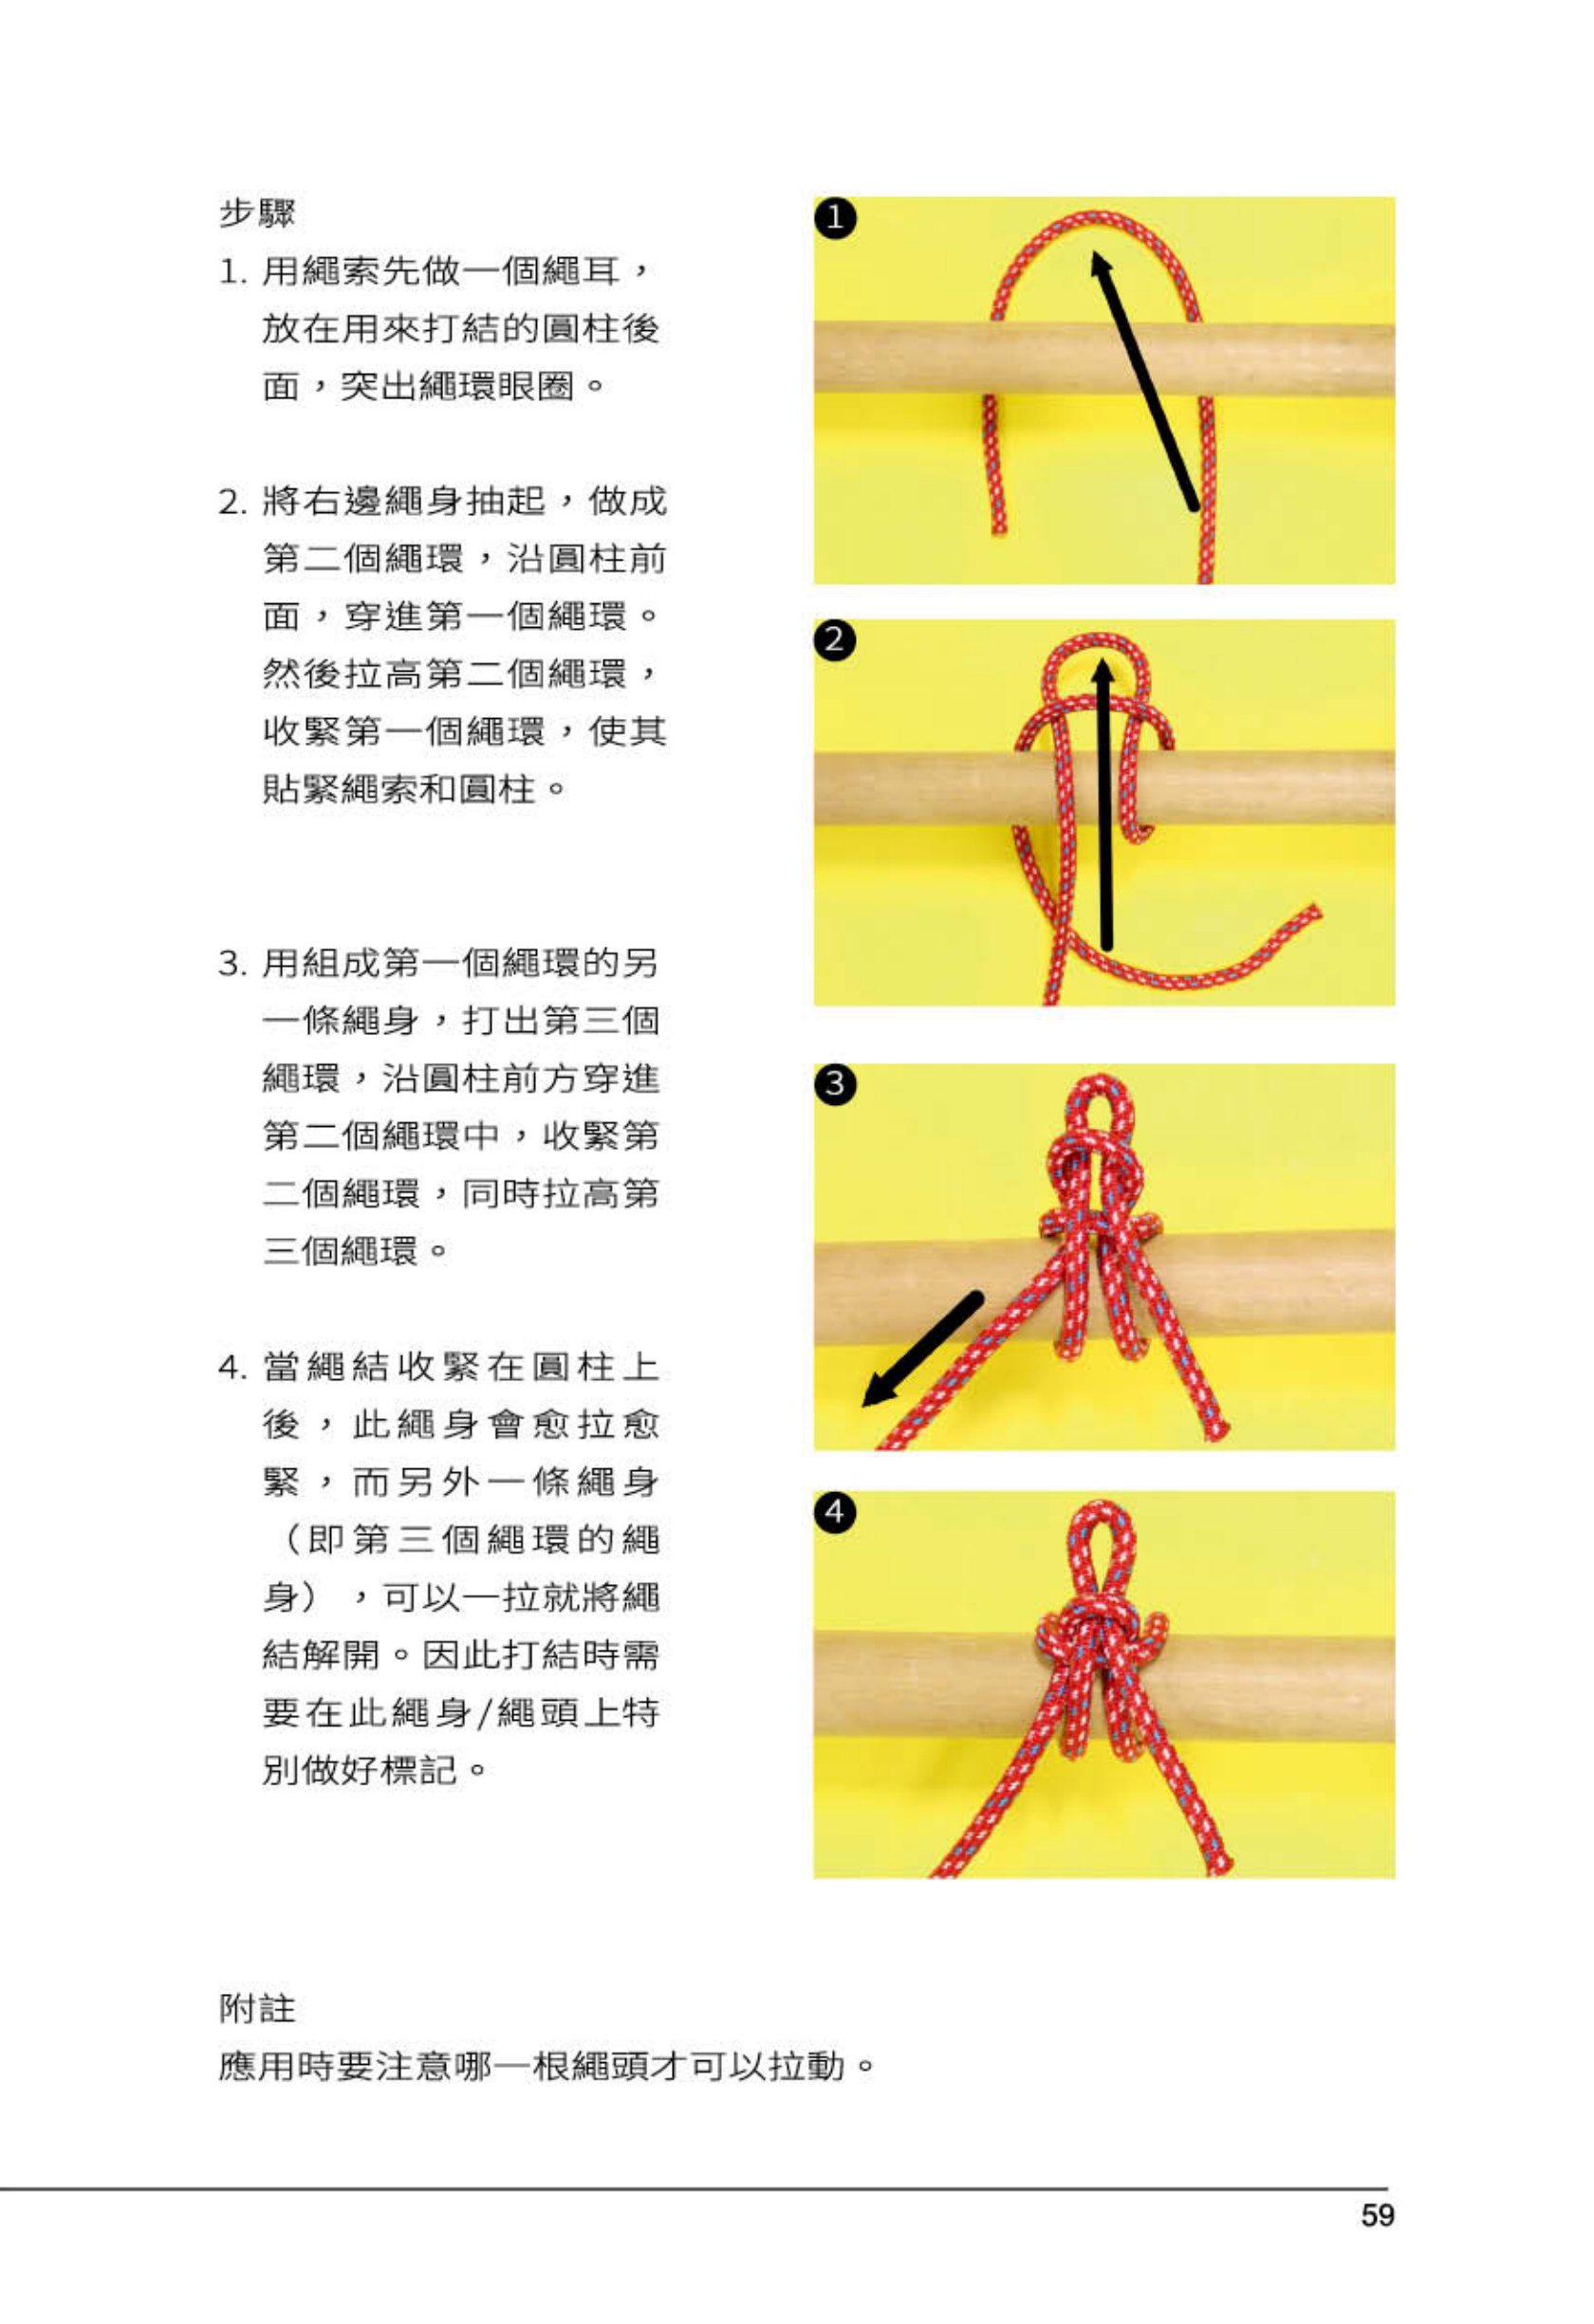 步驟
1. 用繩索先做一個繩耳，
放在用來打結的圓柱後
面，突出繩環眼圈。
2. 將右邊繩身抽起，做成
第二個繩環，沿圓柱前
面，穿進第一個繩環。
然後拉高第二個繩環，
收緊第一個繩環，使其
貼緊繩索和圓柱。
3. 用組成第一個繩環的另
一條繩身，打出第三個
繩環，沿圓柱前方穿進
第二個繩環中，收緊第
二個繩環，同時拉高第
三個繩環。
4. 當繩結收緊在圓柱上
後，此繩身會愈拉愈
緊，而另外一條繩身
（即第三個繩環的繩
身），可以一拉就將繩
結解開。因此打結時需
要在此繩身/繩頭上特
別做好標記。
1
2
3
4
附註
應用時要注意哪一根繩頭才可以拉動。
59